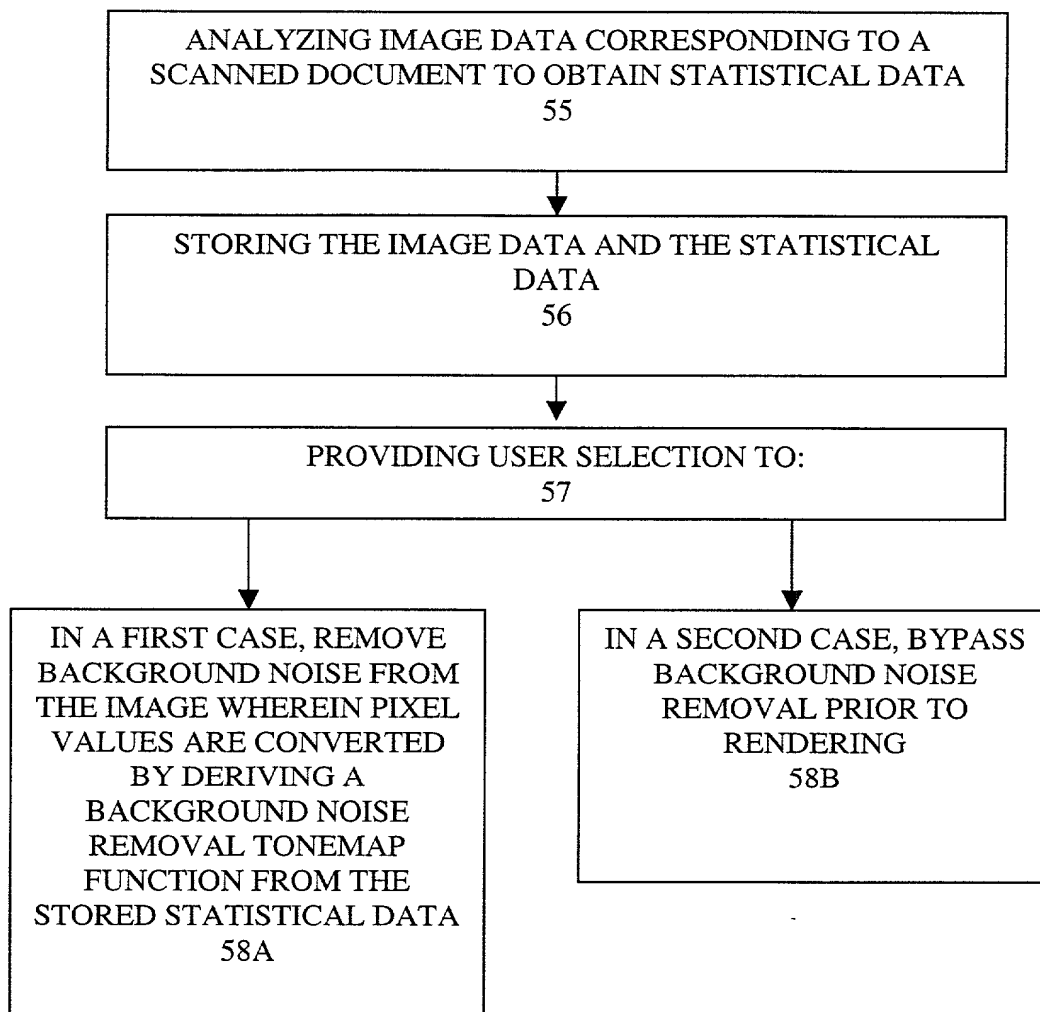 ANALYZING IMAGE DATA CORRESPONDING TO A
SCANNED DOCUMENT TO OBTAIN STATISTICAL DATA
55
STORING THE IMAGE DATA AND THE STATISTICAL
DATA
56
PROVIDING USER SELECTION TO:
57
IN A FIRST CASE, REMOVE
BACKGROUND NOISE FROM
THE IMAGE WHEREIN PIXEL
VALUES ARE CONVERTED
BY DERIVING A
BACKGROUND NOISE
REMOVAL TONEMAP
FUNCTION FROM THE
STORED STATISTICAL DATA
58A
IN A SECOND CASE, BYPASS
BACKGROUND NOISE
REMOVAL PRIOR TO
RENDERING
58B